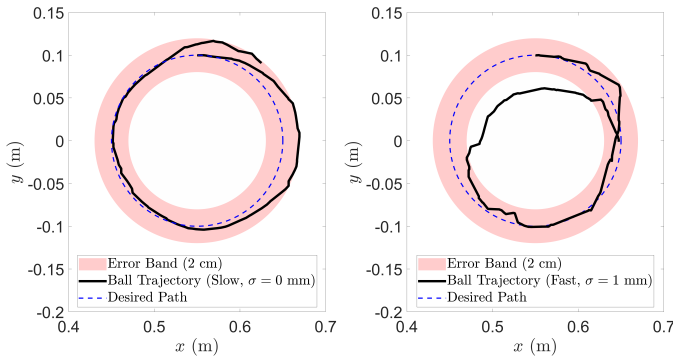 0.15
0.1
0.05
0
-0.05
-0.1
-0.15
-0.2
y (m)
Error Band (2 cm)
Ball Trajectory (Slow, σ = 0 mm)
Desired Path
0.4 0.5 0.6 0.7
x (m)
0.15
0.1
0.05
0
-0.05
-0.1
-0.15
-0.2
y (m)
Error Band (2 cm)
Ball Trajectory (Fast, σ = 1 mm)
Desired Path
0.4 0.5 0.6 0.7
x (m)